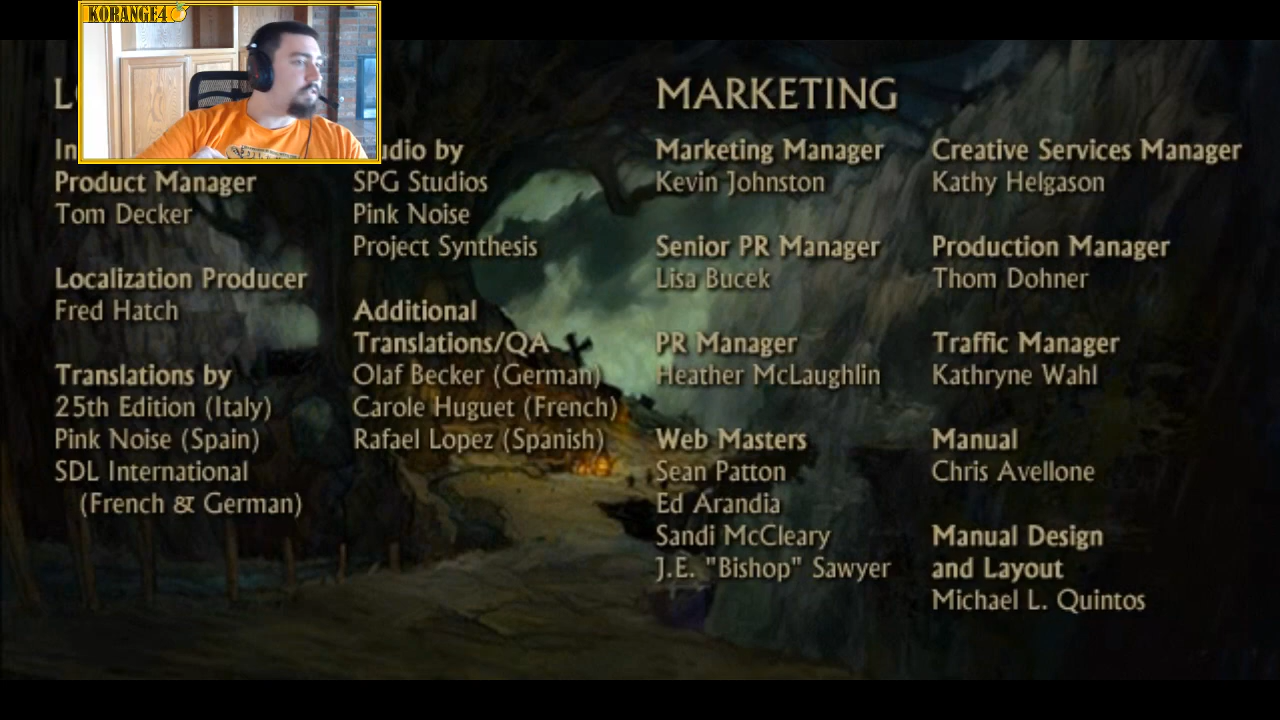 KORANGE4
MARKETING
Product Manager
Tom Decker
Localization Producer
Fred Hatch
Translations by
25th Edition (Italy)
Pink Noise (Spain)
SDL International
(French & German)
by
SPG Studios
Pink Noise
Project Synthesis
Additional
Translations/QA
Olaf Becker (German)
Carole Huguet (French)
Rafael Lopez (Spanish)
Marketing Manager
Kevin Johnston
Senior PR Manager
Lisa Bucek
PR Manager
Heather McLaughlin
Web Masters
Sean Patton
Ed Arandia
Sandi McCleary
J.E. "Bishop" Sawyer
Creative Services Manager
Kathy Helgason
Production Manager
Thom Dohner
Traffic Manager
Kathryne Wahl
Manual
Chris Avellone
Manual Design
and Layout
Michael L. Quintos